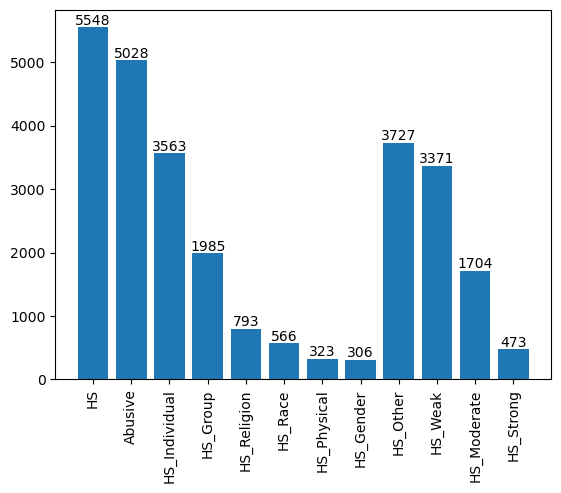 5548
5028
3563
1985
793
566
323
306
3727
3371
1704
473
5000
4000
3000
2000
1000
0
HS
Abusive
HS_Individual
HS_Group
HS_Religion
HS_Race
HS_Physical
HS_Gender
HS_Other
HS_Weak
HS_Moderate
HS_Strong